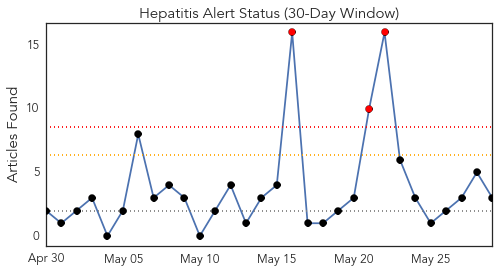 Hepatitis Alert Status (30-Day Window)
Articles Found
15
10
5
0
Apr 30
May 05
May 10
May 15
May 20
May 25